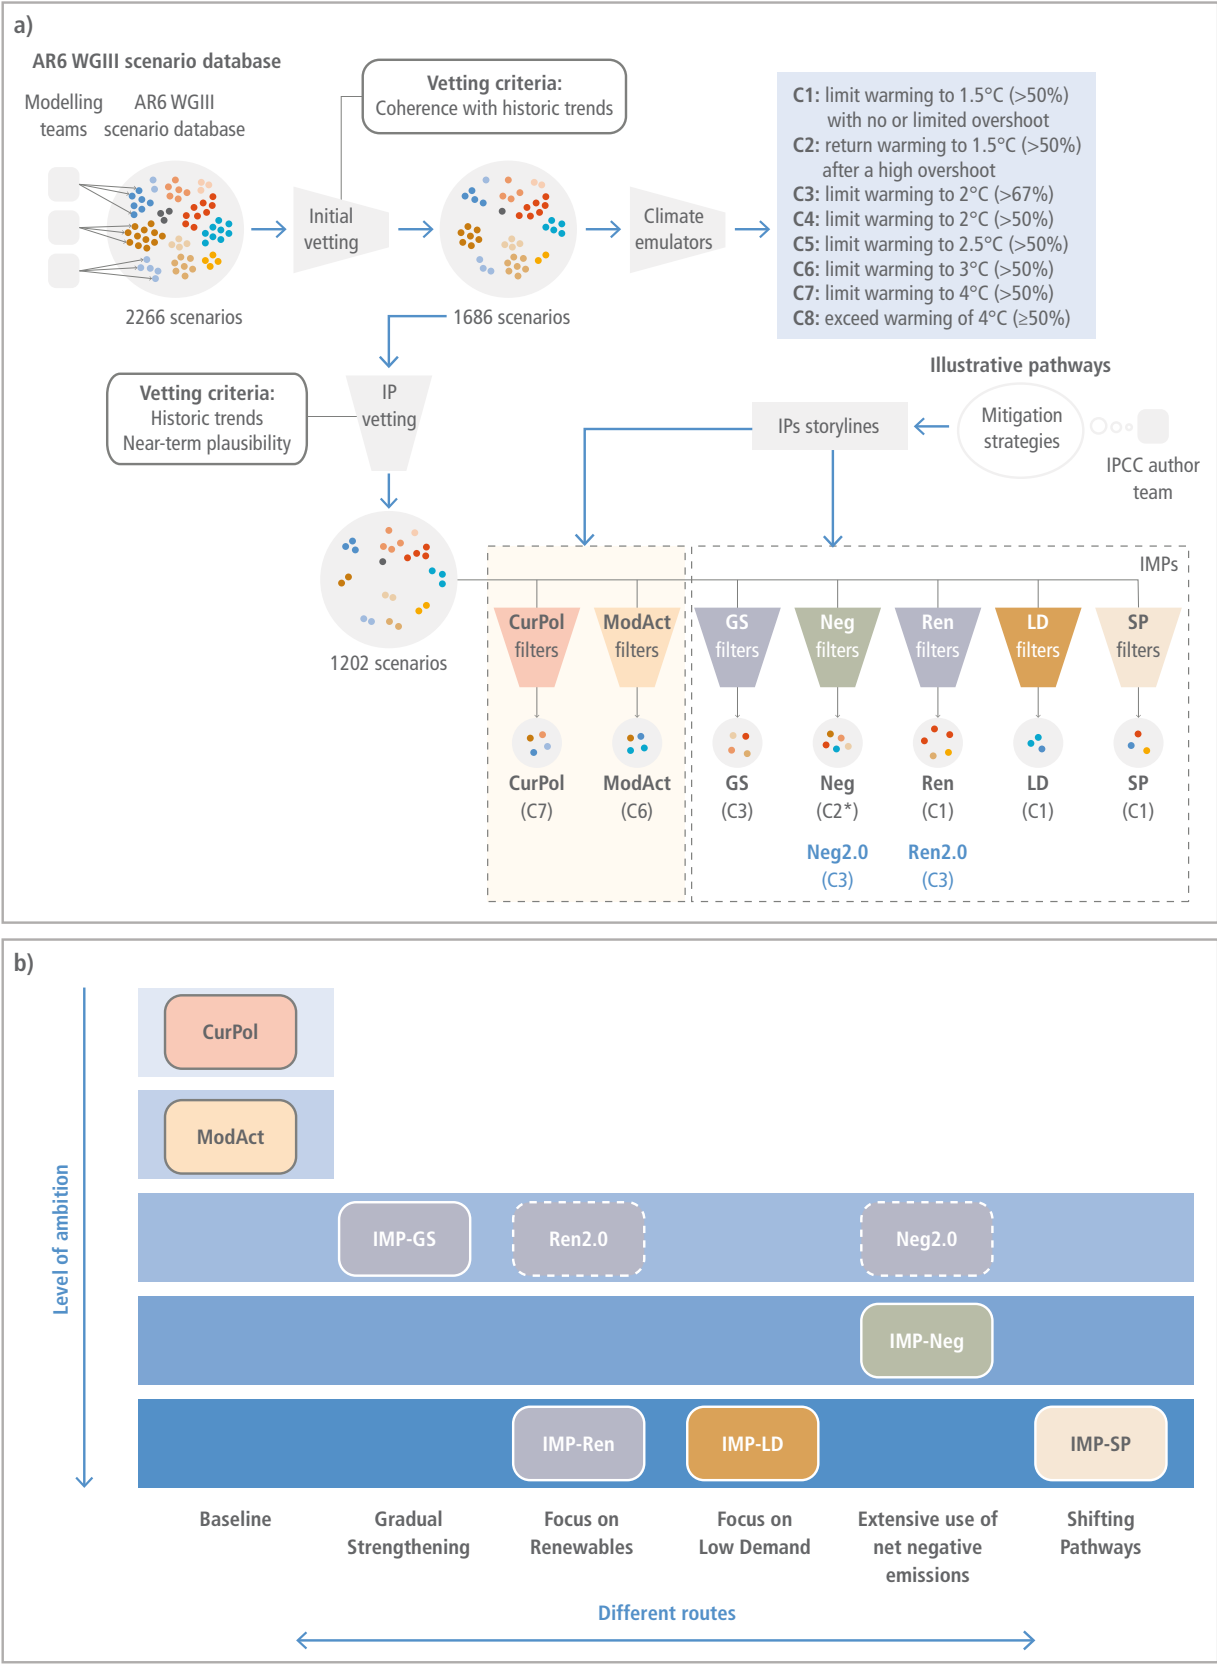 a)
AR6 WGIII scenario database
Modelling
teams
AR6 WGIII
scenario database
Vetting criteria:
Coherence with historic trends
Initial
vetting
Climate
emulators
2266 scenarios
1686 scenarios
C1: limit warming to 1.5°C (>50%)
with no or limited overshoot
C2: return warming to 1.5°C (>50%)
after a high overshoot
C3: limit warming to 2°C (>67%)
C4: limit warming to 2°C (>50%)
C5: limit warming to 2.5°C (>50%)
C6: limit warming to 3°C (>50%)
C7: limit warming to 4°C (>50%)
C8: exceed warming of 4°C (≥50%)
Vetting criteria:
Historic trends
Near-term plausibility
IP
vetting
Illustrative pathways
IPs storylines
Mitigation
strategies
IPCC author
team
1202 scenarios
IMPs
CurPol
filters
ModAct
filters
GS
filters
Neg
filters
Ren
filters
LD
filters
SP
filters
CurPol
(C7)
ModAct
(C6)
GS
(C3)
Neg
(C2*)
Ren
(C1)
LD
(C1)
SP
(C1)
Neg2.0
(C3)
Ren2.0
(C3)
b)
Level of ambition
CurPol
ModAct
IMP-GS
Ren2.0
Neg2.0
IMP-Neg
IMP-Ren
IMP-LD
IMP-SP
Baseline
Gradual
Strengthening
Focus on
Renewables
Focus on
Low Demand
Extensive use of
net negative
emissions
Shifting
Pathways
Different routes